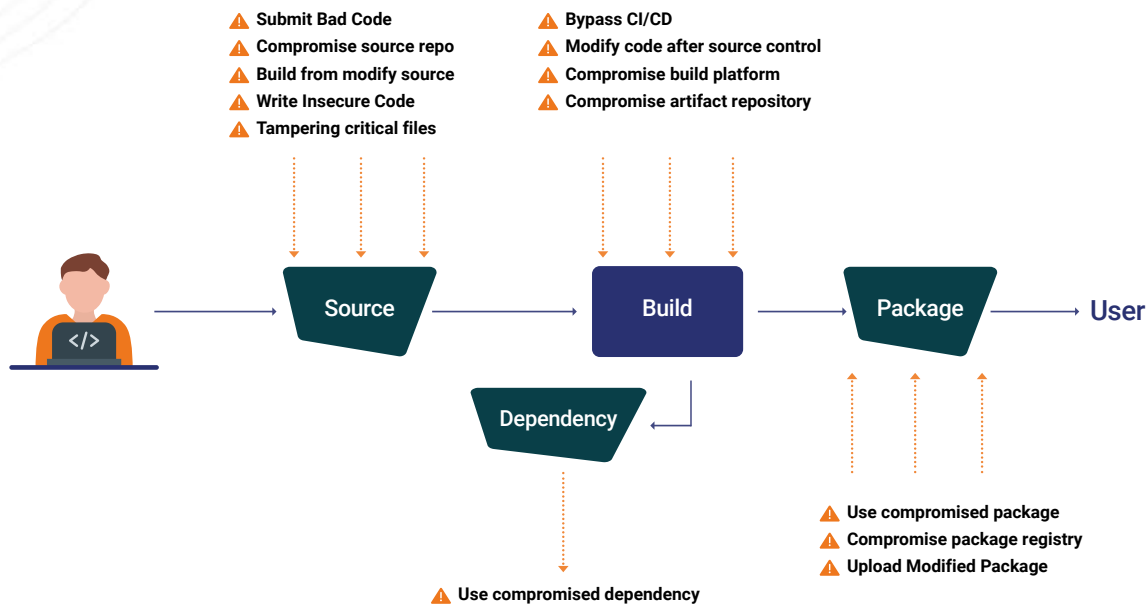 Submit Bad Code
Compromise source repo
Build from modify source
Write Insecure Code
Tampering critical files
Bypass CI/CD
Modify code after source control
Compromise build platform
Compromise artifact repository
</>
Source
Build
Package
User
Dependency
Use compromised package
Compromise package registry
Upload Modified Package
Use compromised dependency